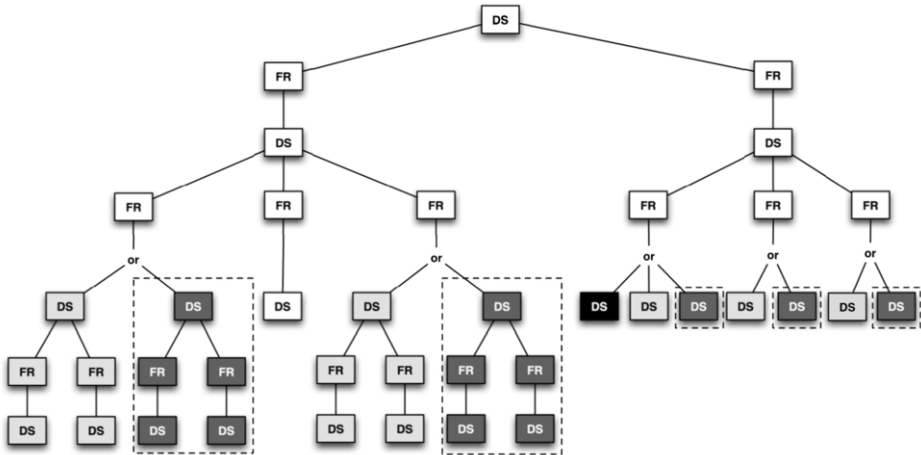 DS
FR FR
DS DS
FR FR FR FR FR FR
or or or or or
DS DS DS DS DS DS DS DS DS DS DS DS
FR FR FR FR FR FR FR FR
DS DS DS DS DS DS DS DS